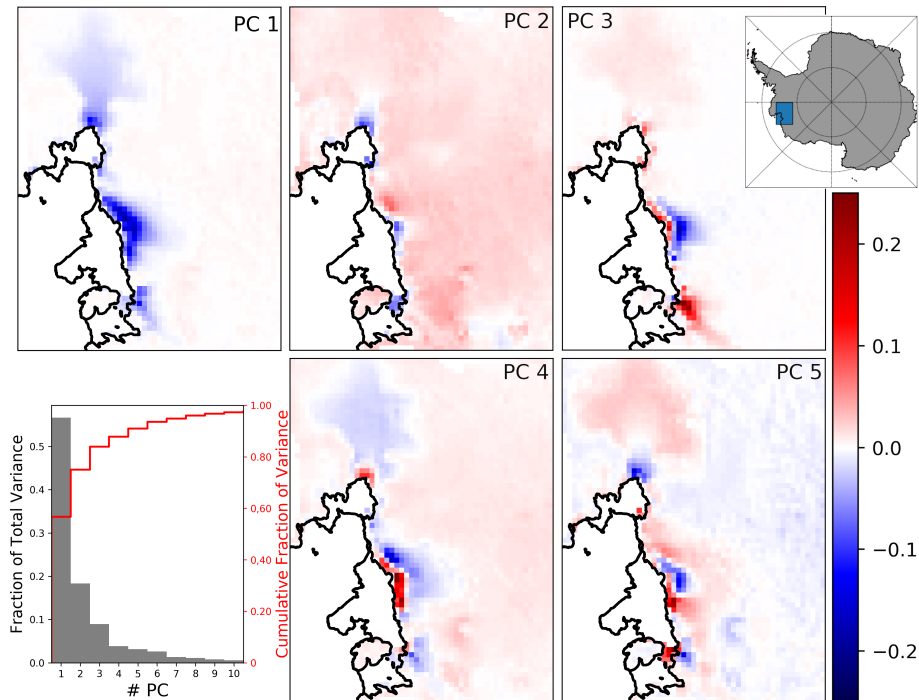 PC 1
PC 2
PC 3
0.2
0.1
0.0
−0.1
−0.2
PC 4
PC 5
Fraction of Total Variance
0.5
0.4
0.3
0.2
0.1
0.0
1 2 3 4 5 6 7 8 9 10
# PC
1.00
0.80
0,60
0,40
0.20
0
Cumulative Fraction of Variance